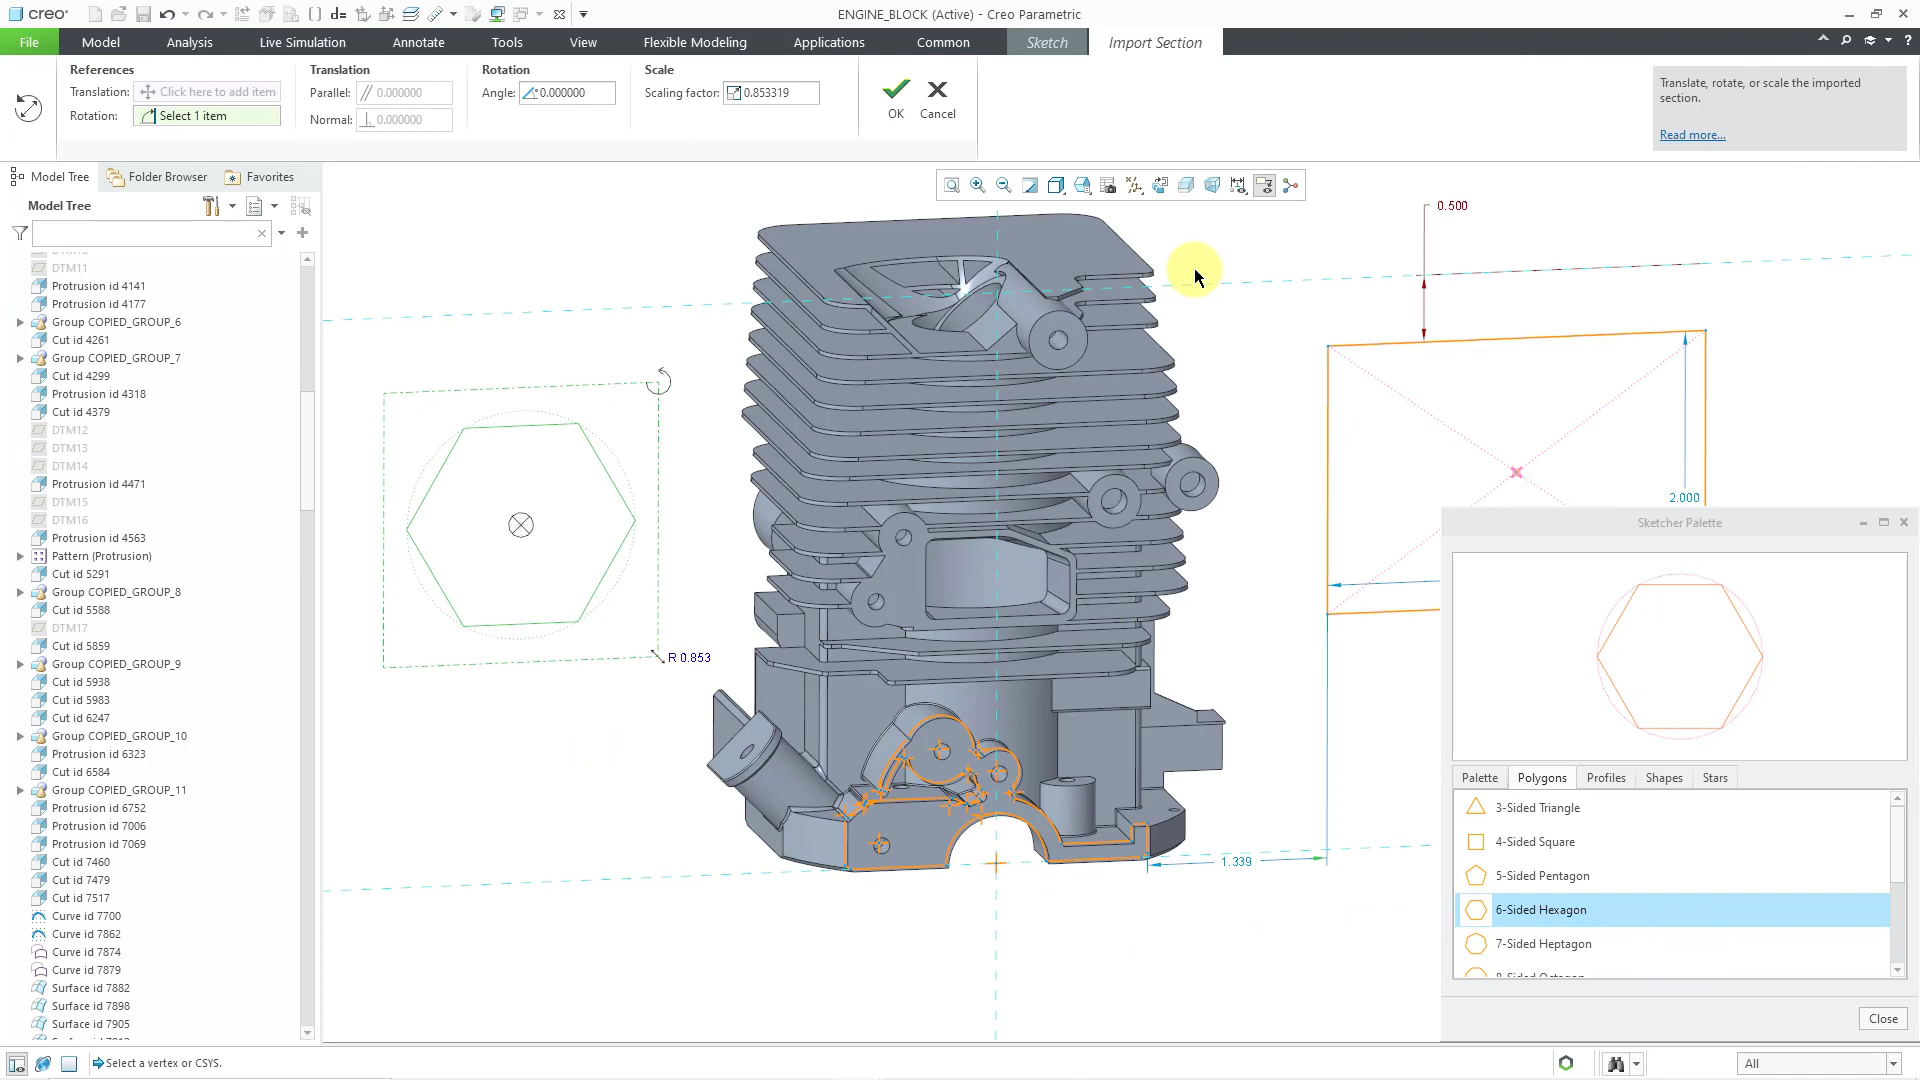 creo
ENGINE_BLOCK (Active) - Creo Parametric
File
Model
Analysis
Live Simulation
Annotate
Tools
View
Flexible Modeling
Applications
Common
Sketch
Import Section
References
Translation:
Click here to add item
Rotation:
Select 1 item
Translation
Parallel:
0.000000
Normal:
0.000000
Rotation
Angle:
0.000000
Scale
Scaling factor:
0.853319
OK
Cancel
Translate, rotate, or scale the imported
section.
Read more...
Model Tree
Folder Browser
Favorites
Model Tree
DTM11
Protrusion id 4141
Protrusion id 4177
Group COPIED_GROUP_6
Cut id 4261
Group COPIED_GROUP_7
Cut id 4299
Protrusion id 4318
Cut id 4379
DTM12
DTM13
DTM14
Protrusion id 4471
DTM15
DTM16
Protrusion id 4563
Pattern (Protrusion)
Cut id 5291
Group COPIED_GROUP_8
Cut id 5588
DTM17
Cut id 5859
Group COPIED_GROUP_9
Cut id 5938
Cut id 5983
Cut id 6247
Group COPIED_GROUP_10
Protrusion id 6323
Cut id 6584
Group COPIED_GROUP_11
Protrusion id 6752
Protrusion id 7006
Protrusion id 7069
Cut id 7460
Cut id 7479
Cut id 7517
Curve id 7700
Curve id 7862
Curve id 7874
Curve id 7879
Surface id 7882
Surface id 7898
Surface id 7905
0.500
2.000
R 0.853
1.339
Sketcher Palette
Palette
Polygons
Profiles
Shapes
Stars
3-Sided Triangle
4-Sided Square
5-Sided Pentagon
6-Sided Hexagon
7-Sided Heptagon
8-Sided Octagon
Close
Select a vertex or CSYS.
All